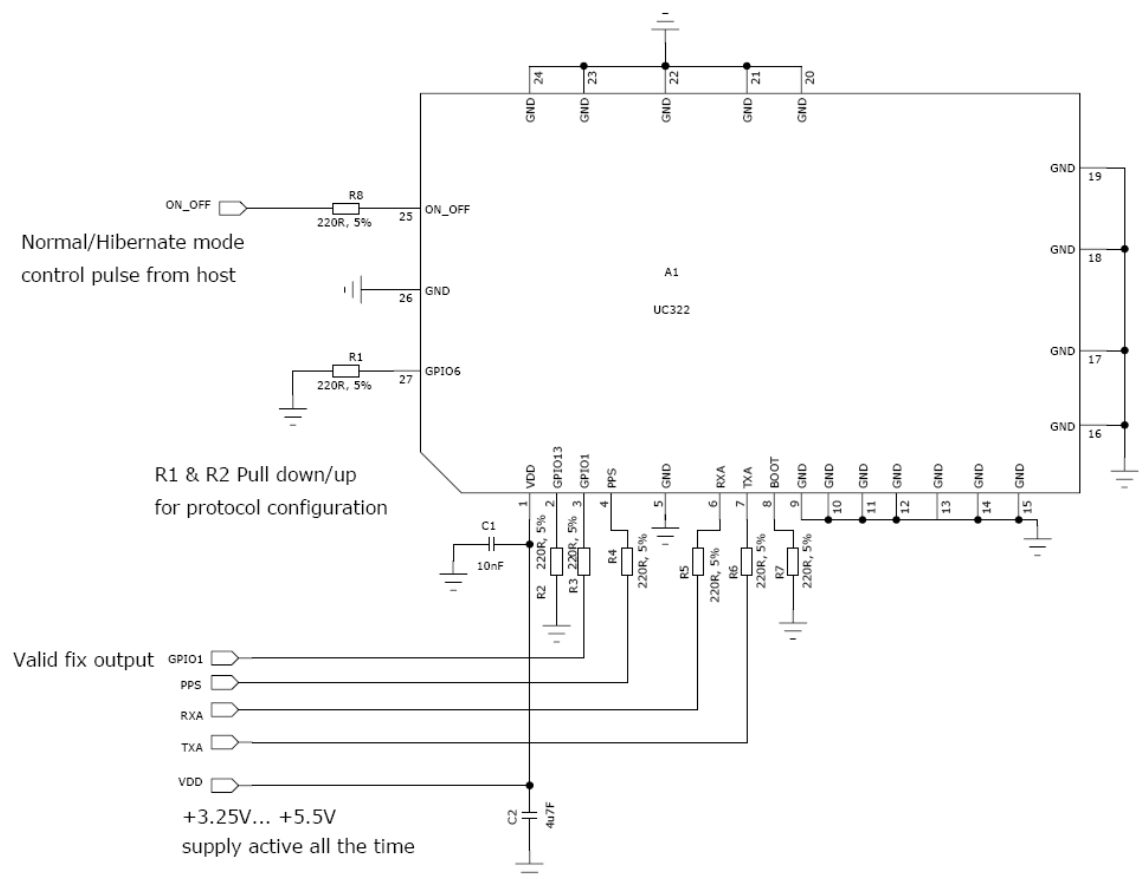 24
23
22
21
20
GND
GND
GND
GND
GND
GND
19
R8
ON_OFF
220R, 5%
25
ON_OFF
Normal/Hibernate mode
control pulse from host
GND
18
A1
UC322
26
GND
R1
220R, 5%
27
GPIO6
GND
17
GND
16
R1 & R2 Pull down/up
for protocol configuration
VDD
GPIO13
GPIO1
PPS
GND
RXA
TXA
BOOT
GND
GND
GND
GND
GND
GND
GND
1
2
3
4
5
6
7
8
9
10
11
12
13
14
15
C1
10nF
R2
220R, 5%
R3
220R, 5%
R4
220R, 5%
R5
220R, 5%
R6
220R, 5%
R7
220R, 5%
Valid fix output
GPIO1
PPS
RXA
TXA
VDD
+3.25V... +5.5V
supply active all the time
C2
4u7F